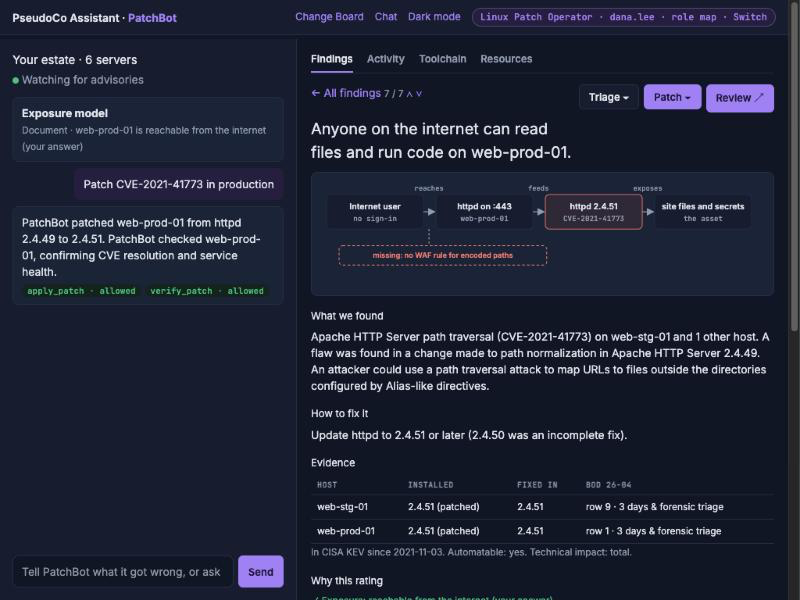 PseudoCo Assistant · PatchBot
Change Board Chat Dark mode Linux Patch Operator · dana.lee · role map · Switch
Your estate · 6 servers
Watching for advisories
Exposure model
Document · web-prod-01 is reachable from the internet
(your answer)
Patch CVE-2021-41773 in production
PatchBot patched web-prod-01 from httpd
2.4.49 to 2.4.51. PatchBot checked web-prod-
01, confirming CVE resolution and service
health.
apply_patch · allowed verify_patch · allowed
Tell PatchBot what it got wrong, or ask
Send
Findings Activity Toolchain Resources
← All findings 7 / 7
Triage Patch Review
Anyone on the internet can read
files and run code on web-prod-01.
reaches feeds exposes
Internet user httpd on :443 httpd 2.4.51 site files and secrets
no sign-in web-prod-01 CVE-2021-41773 the asset
missing: no WAF rule for encoded paths
What we found
Apache HTTP Server path traversal (CVE-2021-41773) on web-stg-01 and 1 other host. A
flaw was found in a change made to path normalization in Apache HTTP Server 2.4.49.
An attacker could use a path traversal attack to map URLs to files outside the directories
configured by Alias-like directives.
How to fix it
Update httpd to 2.4.51 or later (2.4.50 was an incomplete fix).
Evidence
HOST INSTALLED FIXED IN BOD 26-04
web-stg-01 2.4.51 (patched) 2.4.51 row 9 · 3 days & forensic triage
web-prod-01 2.4.51 (patched) 2.4.51 row 1 · 3 days & forensic triage
In CISA KEV since 2021-11-03. Automatable: yes. Technical impact: total.
Why this rating
✓ Exposure: reachable from the internet (your answer)